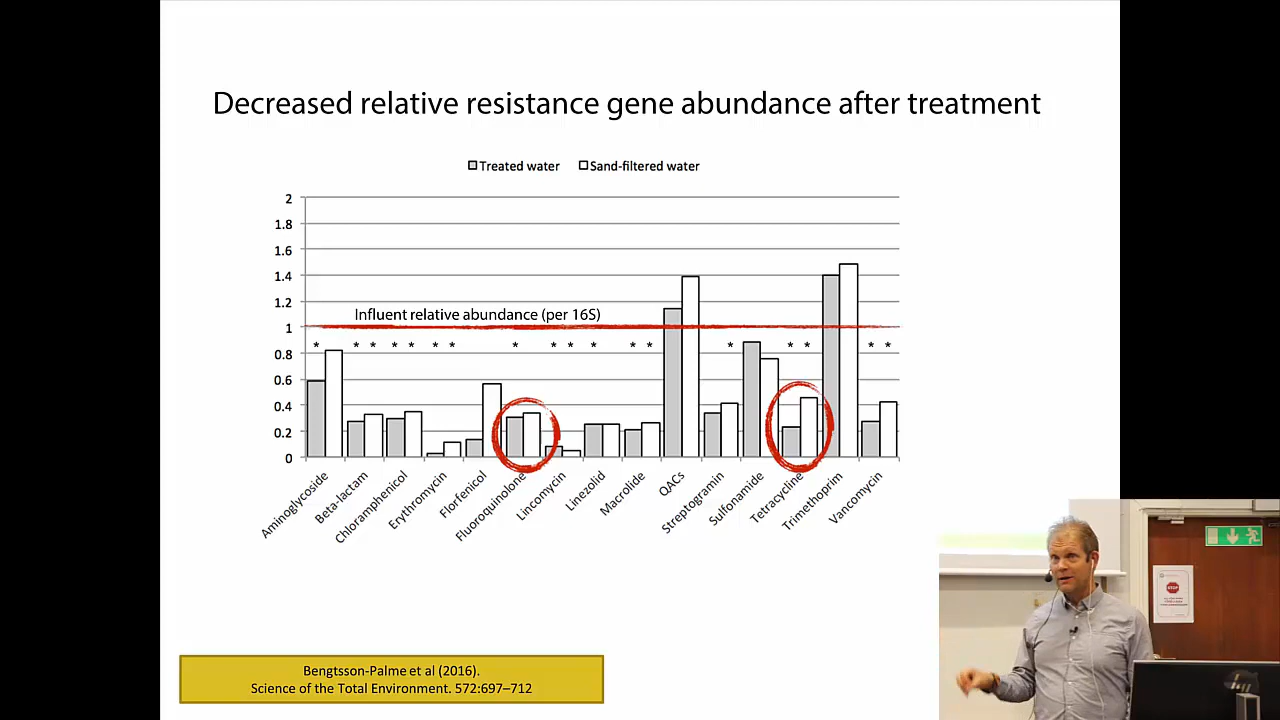 Decreased relative resistance gene abundance after treatment
Treated water
Sand-filtered water
2
1.8
1.6
1.4
1.2
1
0.8
0.6
0.4
0.2
0
Influent relative abundance (per 16S)
* * * * * * * * * * * * * * * * * *
Aminoglycoside
Beta-lactam
Chloramphenicol
Erythromycin
Florfenicol
Fluoroquinolone
Lincomycin
Linezolid
Macrolide
QACs
Streptogramin
Sulfonamide
Tetracycline
Trimethoprim
Vancomycin
STOP
Bengtsson-Palme et al (2016).
Science of the Total Environment. 572:697–712